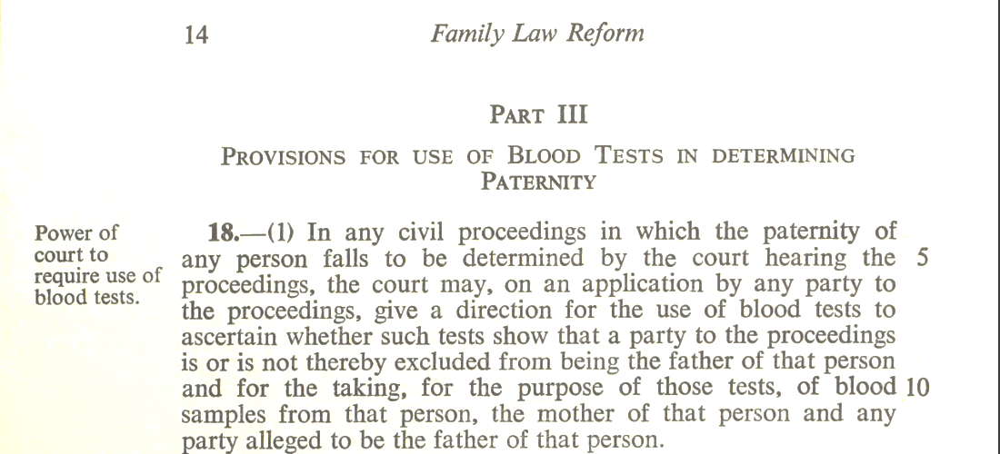 14 Family Law Reform
PART III
PROVISIONS FOR USE OF BLOOD TESTS IN DETERMINING
PATERNITY
Power of
court to
require use of
blood tests.
18.—(1) In any civil proceedings in which the paternity of
any person falls to be determined by the court hearing the 5
proceedings, the court may, on an application by any party to
the proceedings, give a direction for the use of blood tests to
ascertain whether such tests show that a party to the proceedings
is or is not thereby excluded from being the father of that person
and for the taking, for the purpose of those tests, of blood 10
samples from that person, the mother of that person and any
party alleged to be the father of that person.